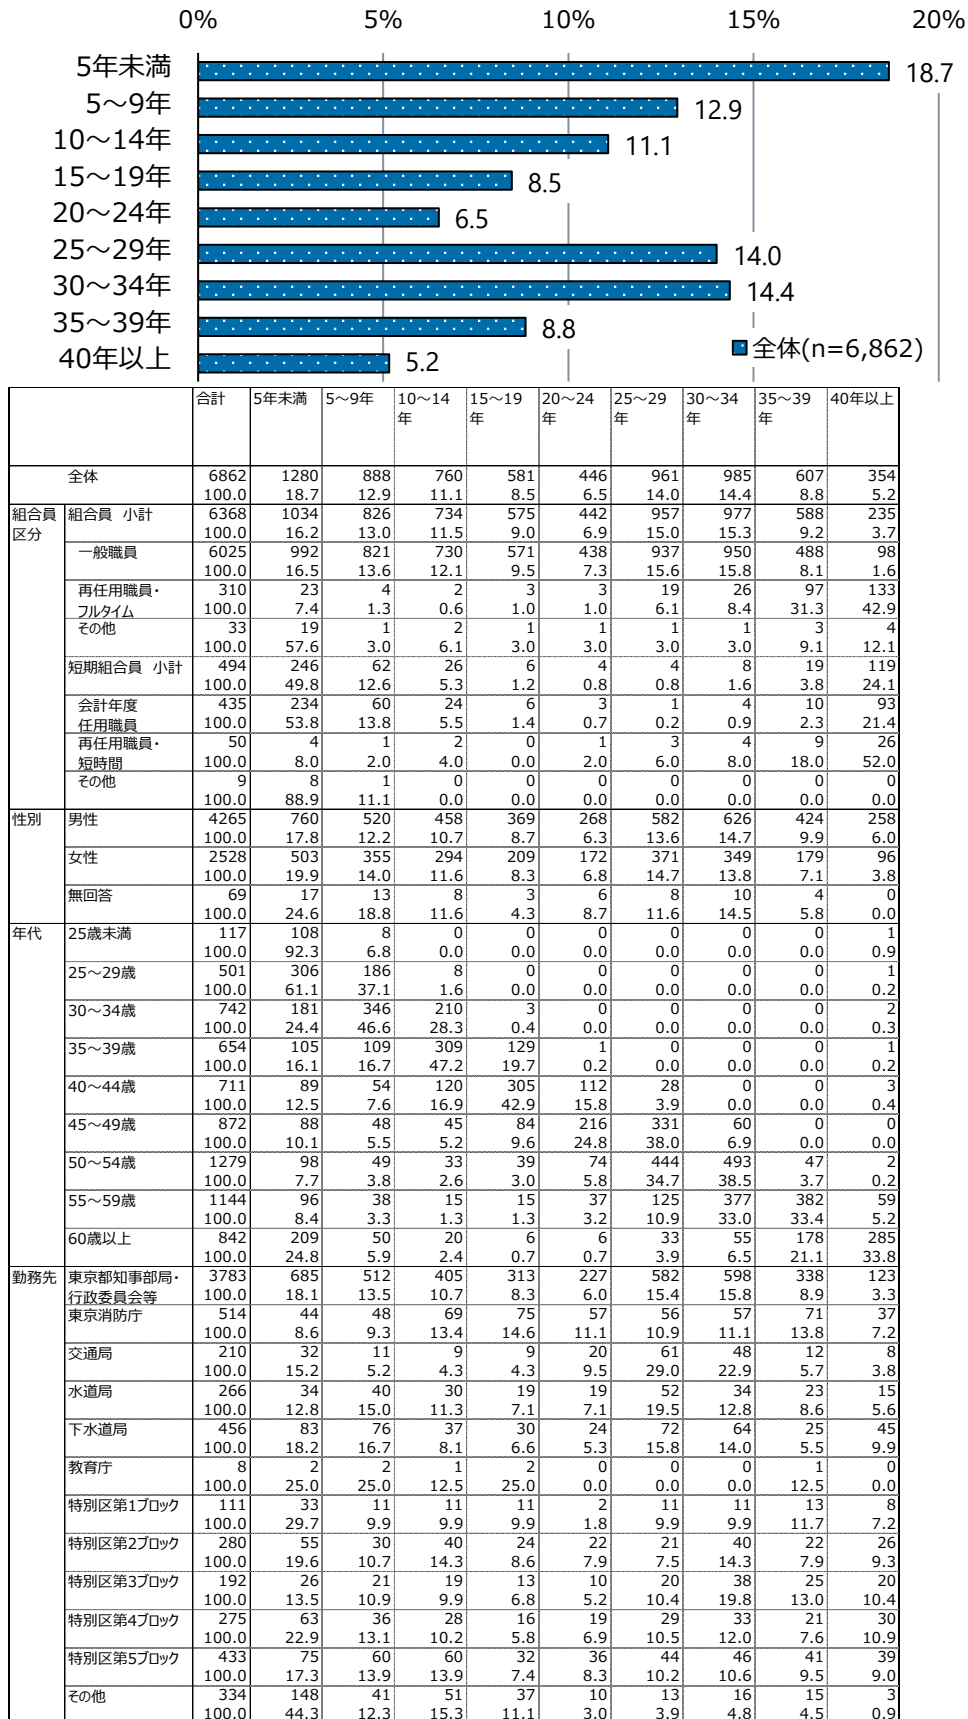 0% 5% 10% 15% 20%
5年未満 18.7
5～9年 12.9
10～14年 11.1
15～19年 8.5
20～24年 6.5
25～29年 14.0
30～34年 14.4
35～39年 8.8
40年以上 5.2
全体(n=6,862)
合計 5年未満 5～9年 10～14年 15～19年 20～24年 25～29年 30～34年 35～39年 40年以上
全体 6862 1280 888 760 581 446 961 985 607 354
100.0 18.7 12.9 11.1 8.5 6.5 14.0 14.4 8.8 5.2
組合員区分 組合員 小計 6368 1034 826 734 575 442 957 977 588 235
100.0 16.2 13.0 11.5 9.0 6.9 15.0 15.3 9.2 3.7
一般職員 6025 992 821 730 571 438 937 950 488 98
100.0 16.5 13.6 12.1 9.5 7.3 15.6 15.8 8.1 1.6
再任用職員・ 310 23 4 2 3 3 19 26 97 133
フルタイム 100.0 7.4 1.3 0.6 1.0 1.0 6.1 8.4 31.3 42.9
その他 33 19 1 2 1 1 1 1 3 4
100.0 57.6 3.0 6.1 3.0 3.0 3.0 3.0 9.1 12.1
短期組合員 小計 494 246 62 26 6 4 4 8 19 119
100.0 49.8 12.6 5.3 1.2 0.8 0.8 1.6 3.8 24.1
会計年度 435 234 60 24 6 3 1 4 10 93
任用職員 100.0 53.8 13.8 5.5 1.4 0.7 0.2 0.9 2.3 21.4
再任用職員・ 50 4 1 2 0 1 3 4 9 26
短時間 100.0 8.0 2.0 4.0 0.0 2.0 6.0 8.0 18.0 52.0
その他 9 8 1 0 0 0 0 0 0 0
100.0 88.9 11.1 0.0 0.0 0.0 0.0 0.0 0.0 0.0
性別 男性 4265 760 520 458 369 268 582 626 424 258
100.0 17.8 12.2 10.7 8.7 6.3 13.6 14.7 9.9 6.0
女性 2528 503 355 294 209 172 371 349 179 96
100.0 19.9 14.0 11.6 8.3 6.8 14.7 13.8 7.1 3.8
無回答 69 17 13 8 3 6 8 10 4 0
100.0 24.6 18.8 11.6 4.3 8.7 11.6 14.5 5.8 0.0
年代 25歳未満 117 108 8 0 0 0 0 0 0 1
100.0 92.3 6.8 0.0 0.0 0.0 0.0 0.0 0.0 0.9
25～29歳 501 306 186 8 0 0 0 0 0 1
100.0 61.1 37.1 1.6 0.0 0.0 0.0 0.0 0.0 0.2
30～34歳 742 181 346 210 3 0 0 0 0 2
100.0 24.4 46.6 28.3 0.4 0.0 0.0 0.0 0.0 0.3
35～39歳 654 105 109 309 129 1 0 0 0 1
100.0 16.1 16.7 47.2 19.7 0.2 0.0 0.0 0.0 0.2
40～44歳 711 89 54 120 305 112 28 0 0 3
100.0 12.5 7.6 16.9 42.9 15.8 3.9 0.0 0.0 0.4
45～49歳 872 88 48 45 84 216 331 60 0 0
100.0 10.1 5.5 5.2 9.6 24.8 38.0 6.9 0.0 0.0
50～54歳 1279 98 49 33 39 74 444 493 47 2
100.0 7.7 3.8 2.6 3.0 5.8 34.7 38.5 3.7 0.2
55～59歳 1144 96 38 15 15 37 125 377 382 59
100.0 8.4 3.3 1.3 1.3 3.2 10.9 33.0 33.4 5.2
60歳以上 842 209 50 20 6 6 33 55 178 285
100.0 24.8 5.9 2.4 0.7 0.7 3.9 6.5 21.1 33.8
勤務先 東京都知事部局・ 3783 685 512 405 313 227 582 598 338 123
行政委員会等 100.0 18.1 13.5 10.7 8.3 6.0 15.4 15.8 8.9 3.3
東京消防庁 514 44 48 69 75 57 56 57 71 37
100.0 8.6 9.3 13.4 14.6 11.1 10.9 11.1 13.8 7.2
交通局 210 32 11 9 9 20 61 48 12 8
100.0 15.2 5.2 4.3 4.3 9.5 29.0 22.9 5.7 3.8
水道局 266 34 40 30 19 19 52 34 23 15
100.0 12.8 15.0 11.3 7.1 7.1 19.5 12.8 8.6 5.6
下水道局 456 83 76 37 30 24 72 64 25 45
100.0 18.2 16.7 8.1 6.6 5.3 15.8 14.0 5.5 9.9
教育庁 8 2 2 1 2 0 0 0 1 0
100.0 25.0 25.0 12.5 25.0 0.0 0.0 0.0 12.5 0.0
特別区第1ブロック 111 33 11 11 11 2 11 11 13 8
100.0 29.7 9.9 9.9 9.9 1.8 9.9 9.9 11.7 7.2
特別区第2ブロック 280 55 30 40 24 22 21 40 22 26
100.0 19.6 10.7 14.3 8.6 7.9 7.5 14.3 7.9 9.3
特別区第3ブロック 192 26 21 19 13 10 20 38 25 20
100.0 13.5 10.9 9.9 6.8 5.2 10.4 19.8 13.0 10.4
特別区第4ブロック 275 63 36 28 16 19 29 33 21 30
100.0 22.9 13.1 10.2 5.8 6.9 10.5 12.0 7.6 10.9
特別区第5ブロック 433 75 60 60 32 36 44 46 41 39
100.0 17.3 13.9 13.9 7.4 8.3 10.2 10.6 9.5 9.0
その他 334 148 41 51 37 10 13 16 15 3
100.0 44.3 12.3 15.3 11.1 3.0 3.9 4.8 4.5 0.9